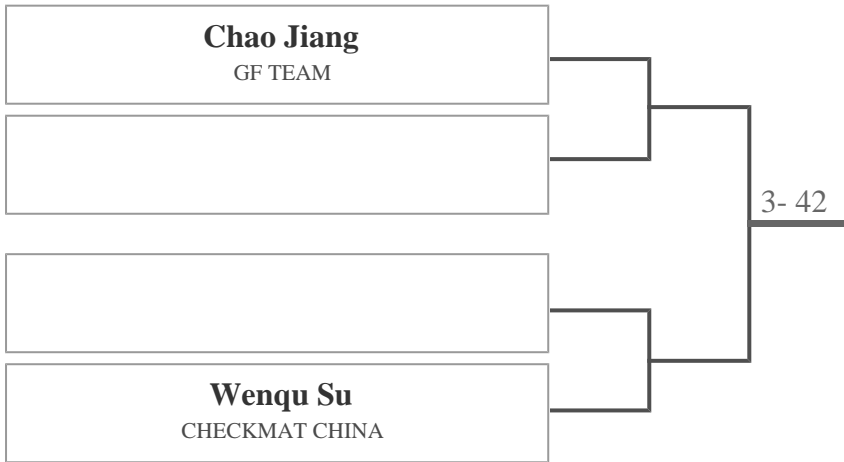 Chao Jiang
GF TEAM
3- 42
Wenqu Su
CHECKMAT CHINA